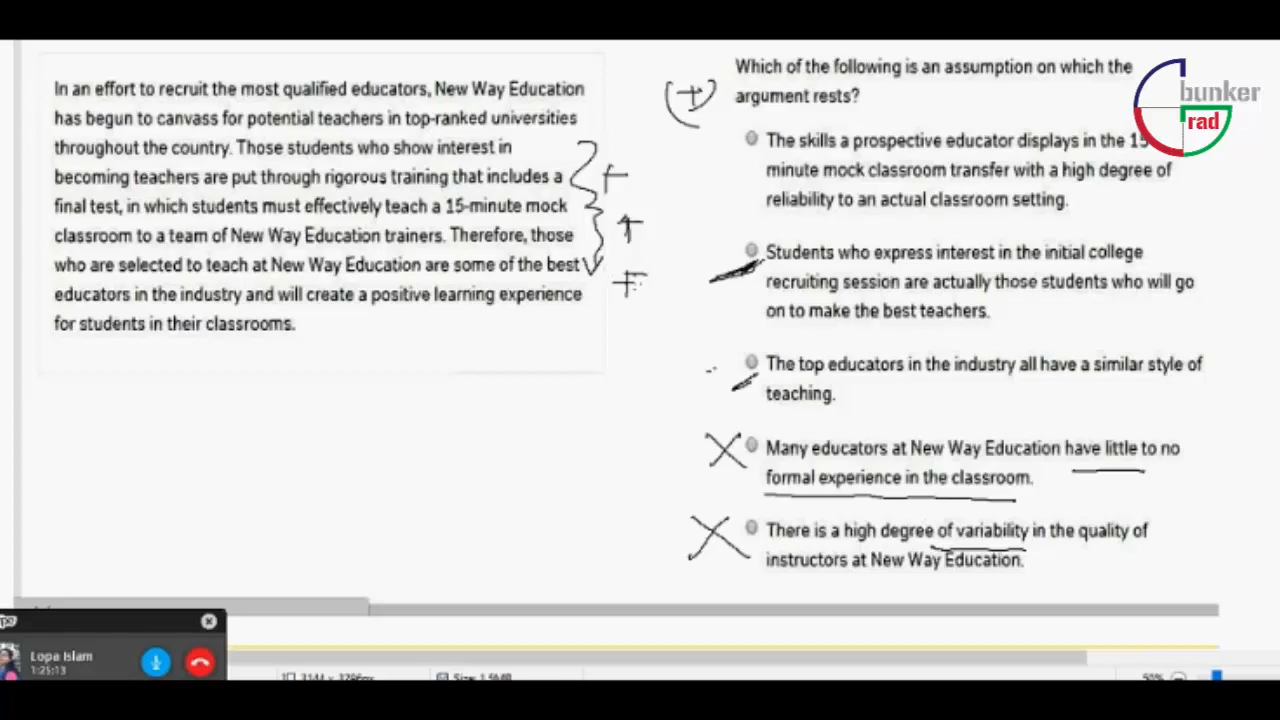 In an effort to recruit the most qualified educators, New Way Education
has begun to canvass for potential teachers in top-ranked universities
throughout the country. Those students who show interest in
becoming teachers are put through rigorous training that includes a
final test, in which students must effectively teach a 15-minute mock
classroom to a team of New Way Education trainers. Therefore, those
who are selected to teach at New Way Education are some of the best
educators in the industry and will create a positive learning experience
for students in their classrooms.
Which of the following is an assumption on which the
argument rests?
The skills a prospective educator displays in the 15
minute mock classroom transfer with a high degree of
reliability to an actual classroom setting.
Students who express interest in the initial college
recruiting session are actually those students who will go
on to make the best teachers.
The top educators in the industry all have a similar style of
teaching.
Many educators at New Way Education have little to no
formal experience in the classroom.
There is a high degree of variability in the quality of
instructors at New Way Education.
bunker
rad
Lopa Islam
1:25:13
50%